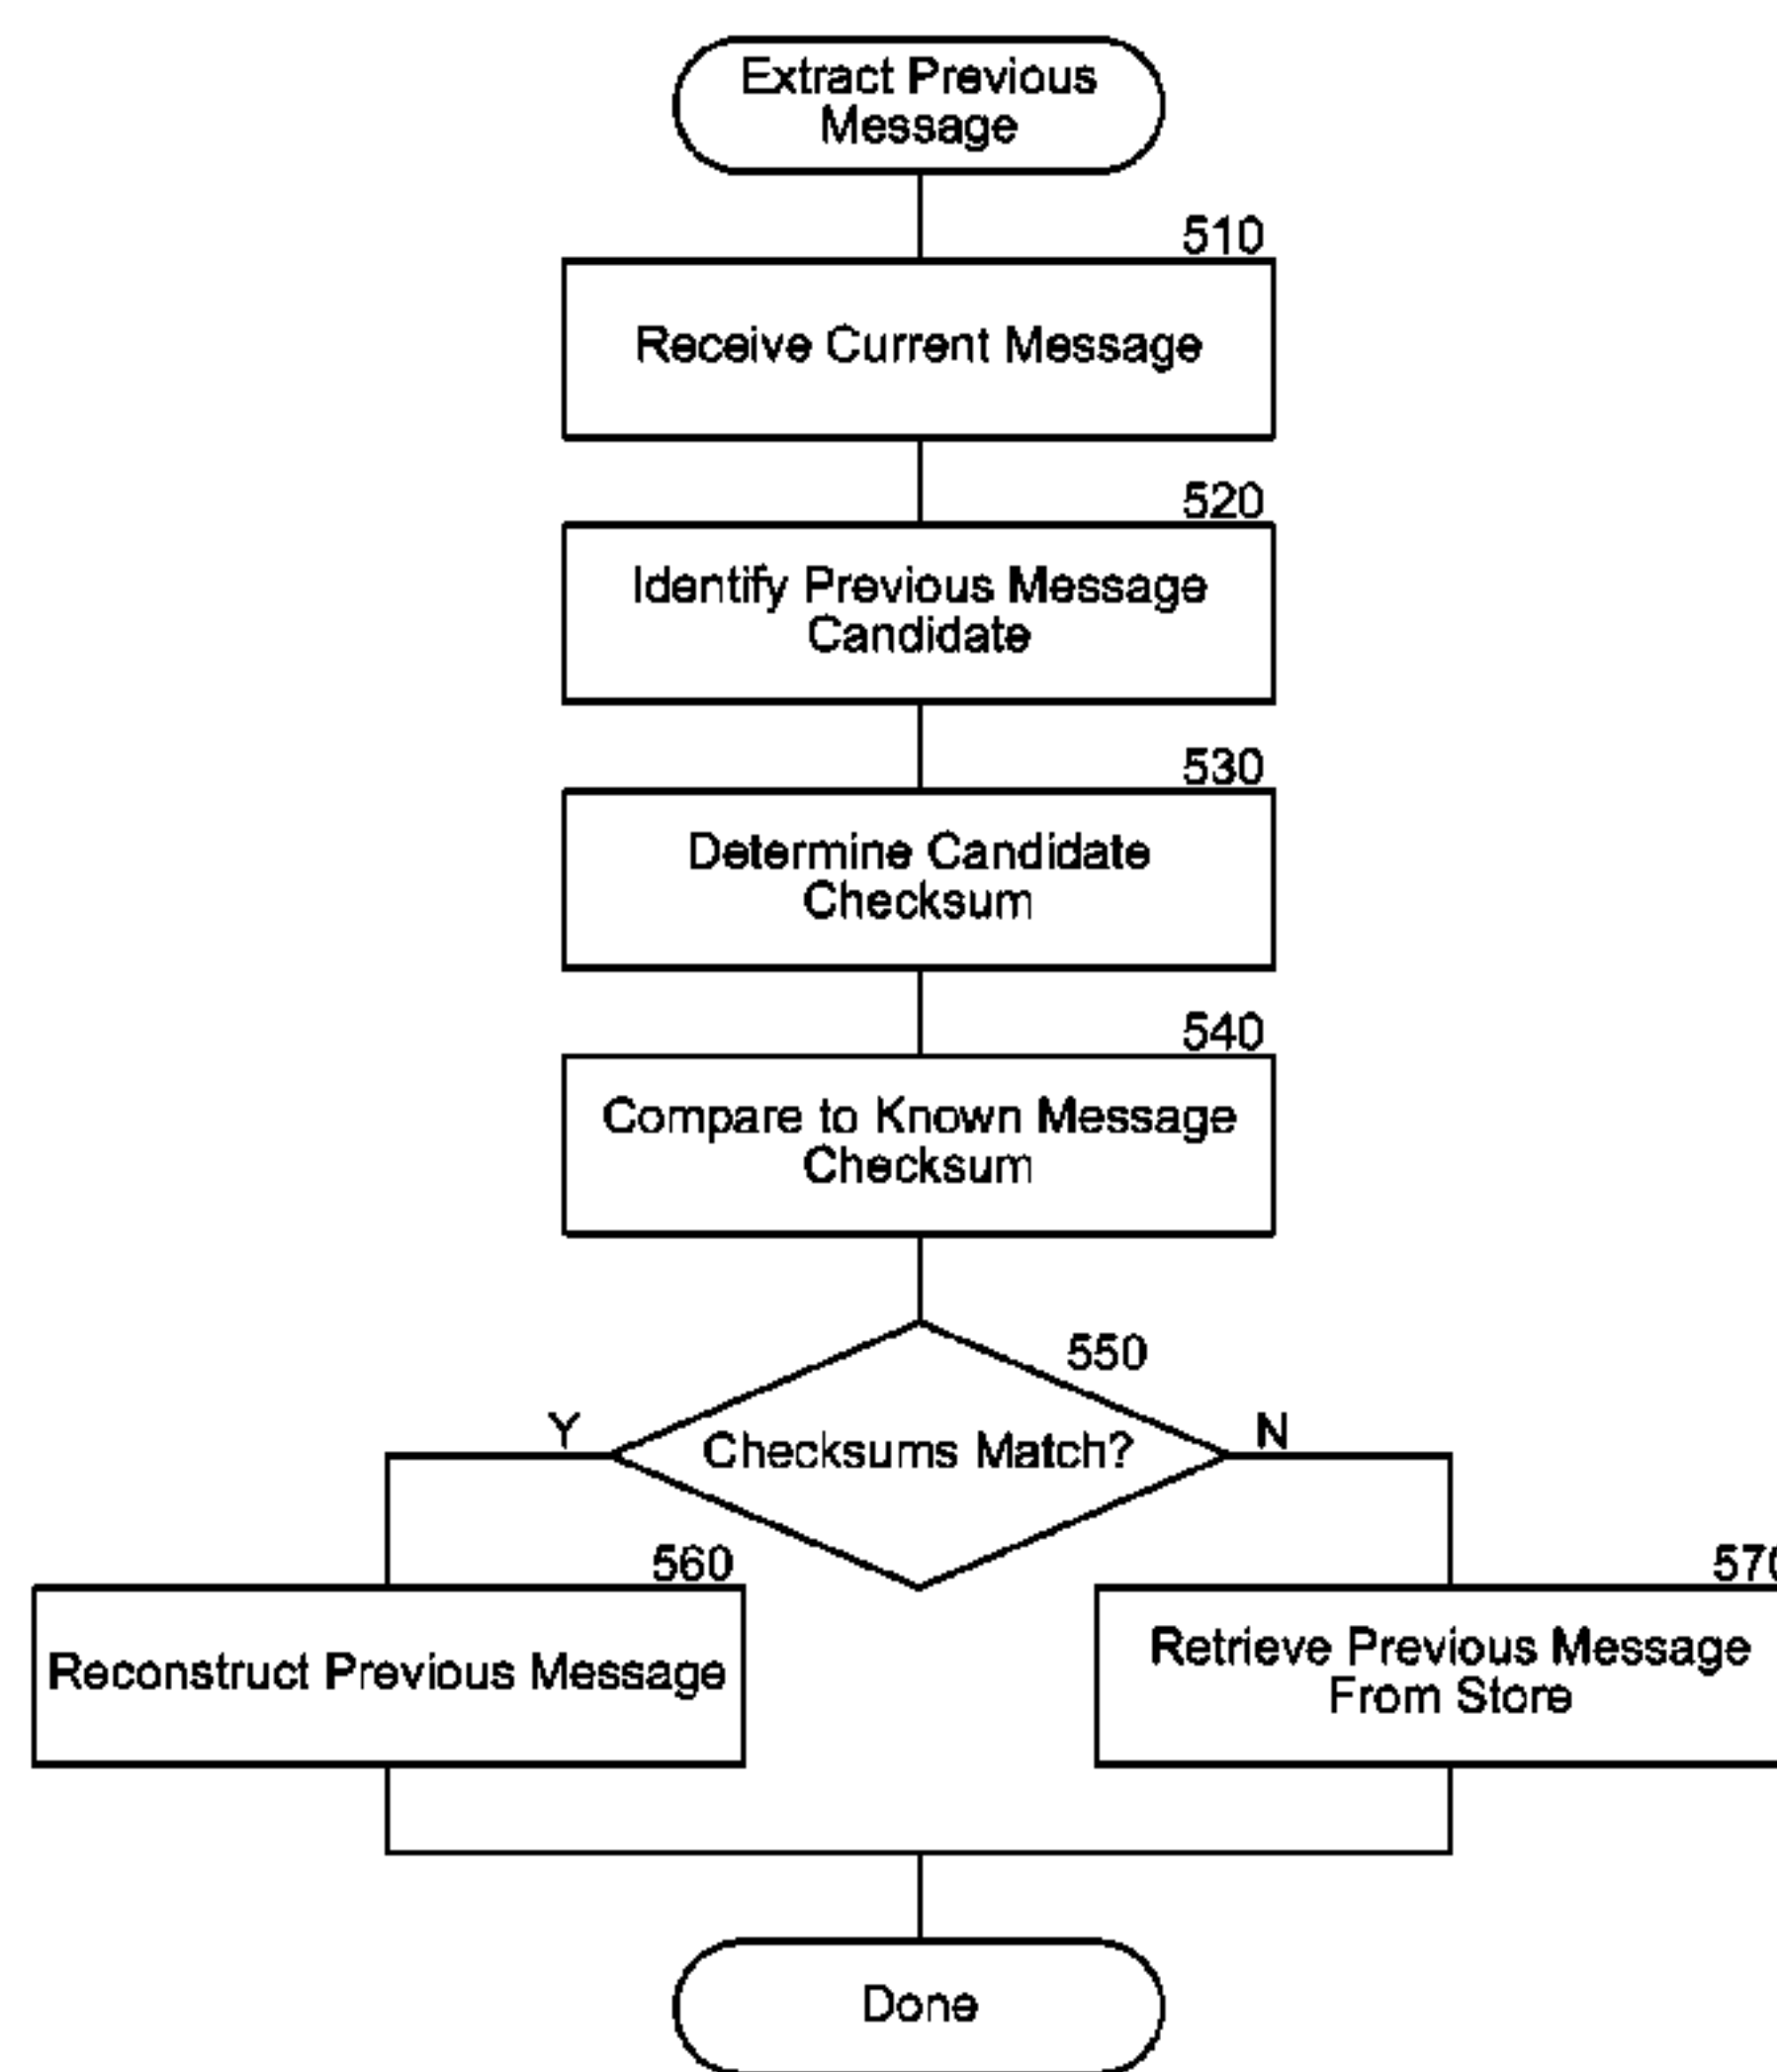 Extract Previous
Message
510
Receive Current Message
520
Identify Previous Message
Candidate
530
Determine Candidate
Checksum
540
Compare to Known Message
Checksum
550
Y
Checksums Match?
N
560
Reconstruct Previous Message
570
Retrieve Previous Message
From Store
Done